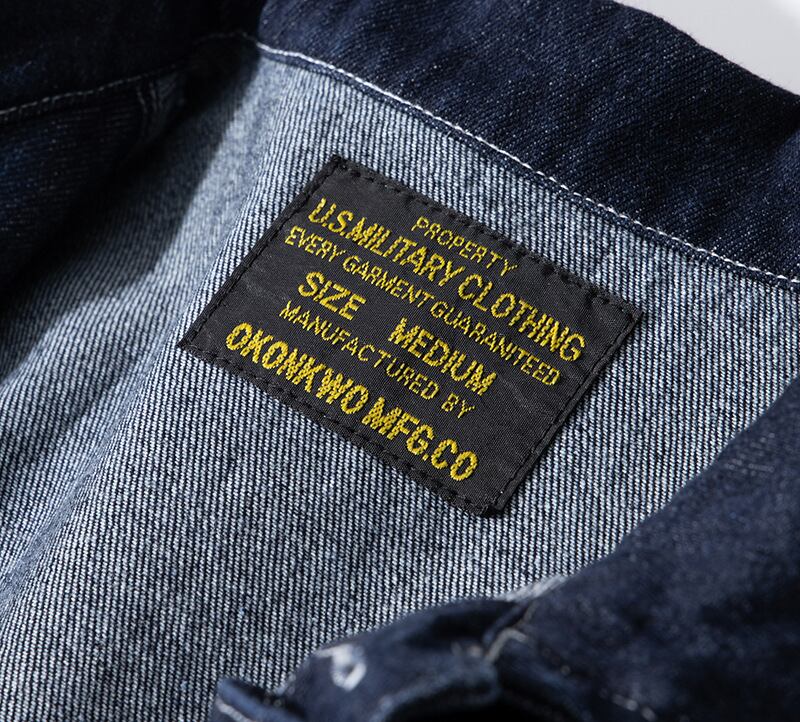 PROPERTY
U.S.MILITARY CLOTHING
EVERY GARMENT GUARANITEED
SIZE MEDIUM
MANUFACTURED BY
OKONKWO MFG.CO